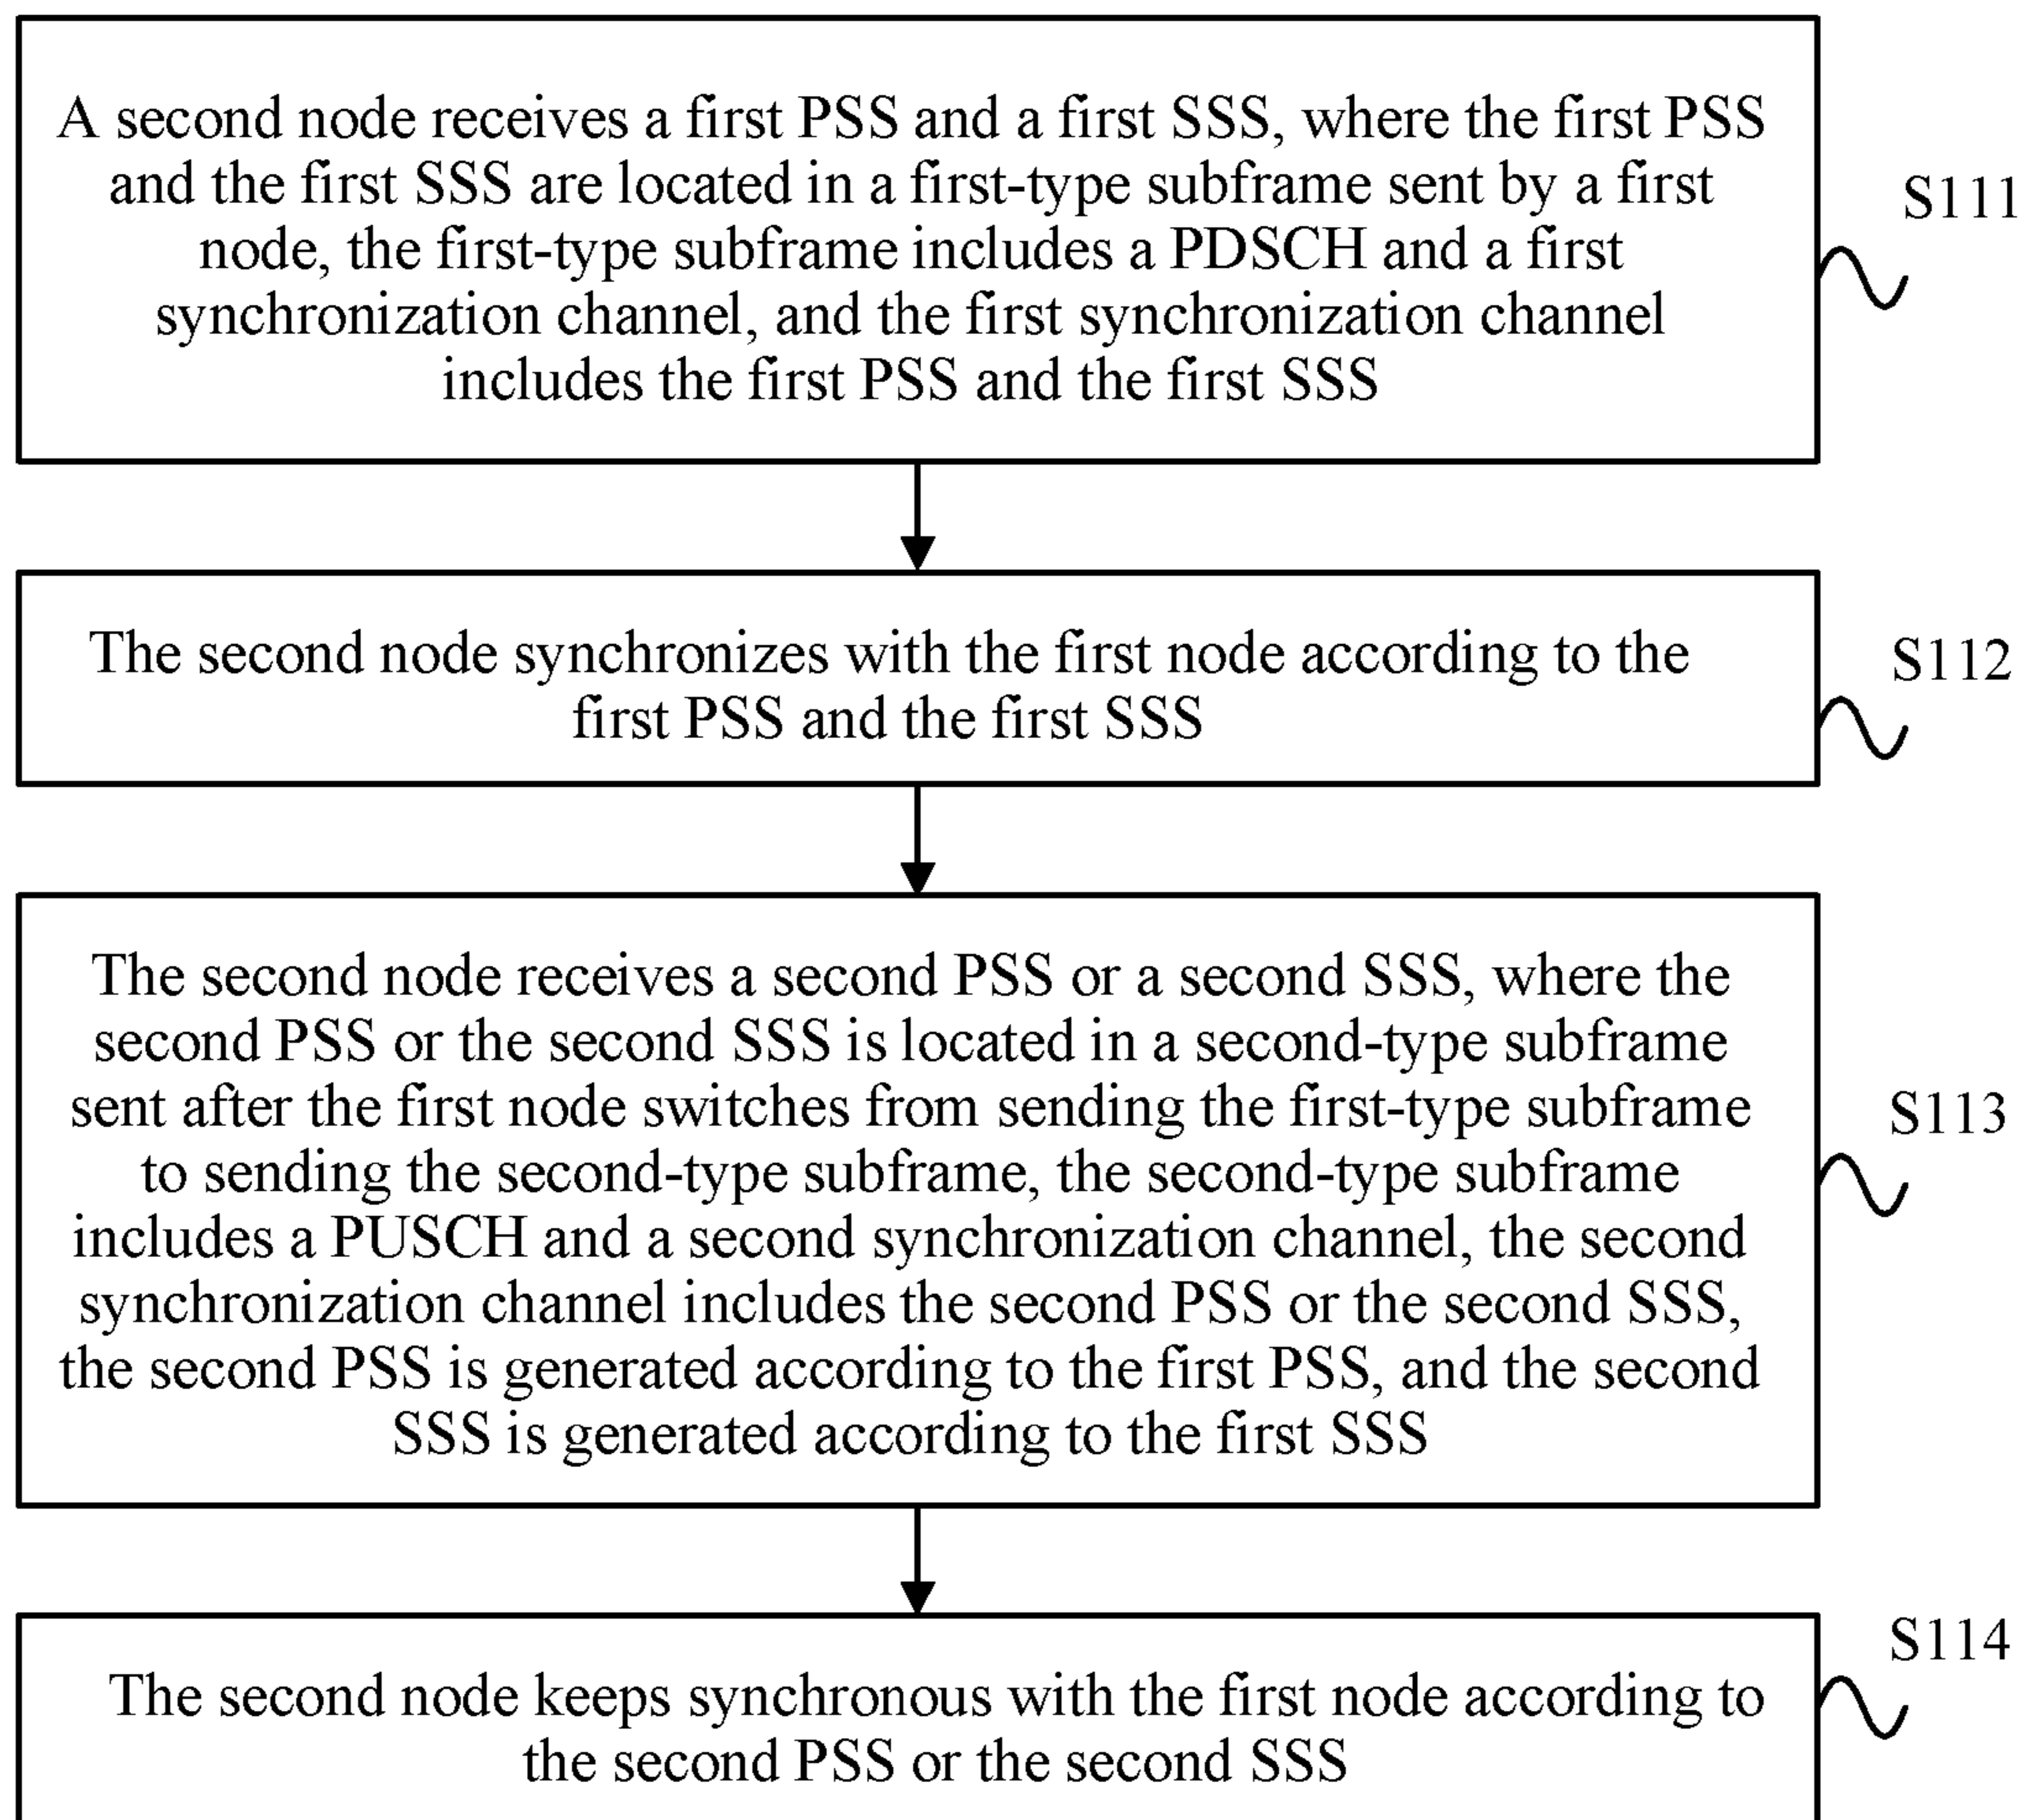 A second node receives a first PSS and a first SSS, where the first PSS
and the first SSS are located in a first-type subframe sent by a first
node, the first-type subframe includes a PDSCH and a first
synchronization channel, and the first synchronization channel
includes the first PSS and the first SSS
S111
The second node synchronizes with the first node according to the
first PSS and the first SSS
S112
The second node receives a second PSS or a second SSS, where the
second PSS or the second SSS is located in a second-type subframe
sent after the first node switches from sending the first-type subframe
to sending the second-type subframe, the second-type subframe
includes a PUSCH and a second synchronization channel, the second
synchronization channel includes the second PSS or the second SSS,
the second PSS is generated according to the first PSS, and the second
SSS is generated according to the first SSS
S113
The second node keeps synchronous with the first node according to
the second PSS or the second SSS
S114